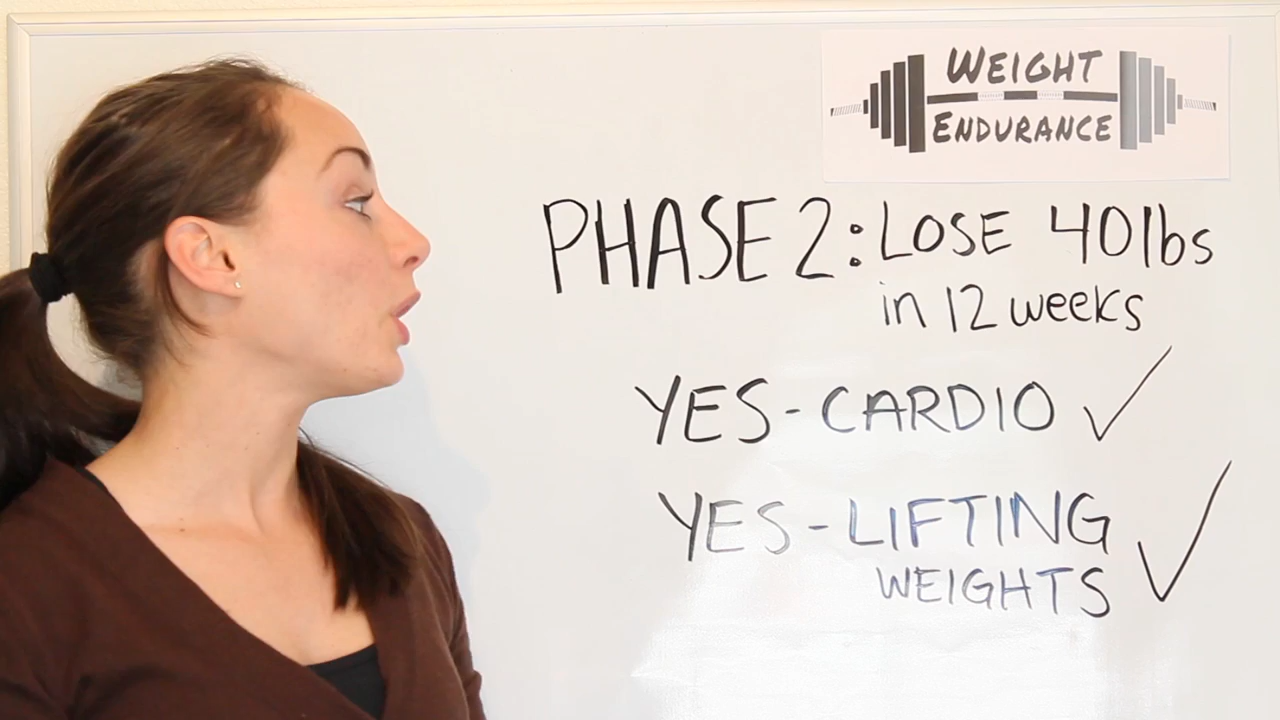 WEIGHT
ENDURANCE
PHASE 2: LOSE 40lbs
in 12 weeks
YES - CARDIO ✓
YES - LIFTING
WEIGHTS ✓